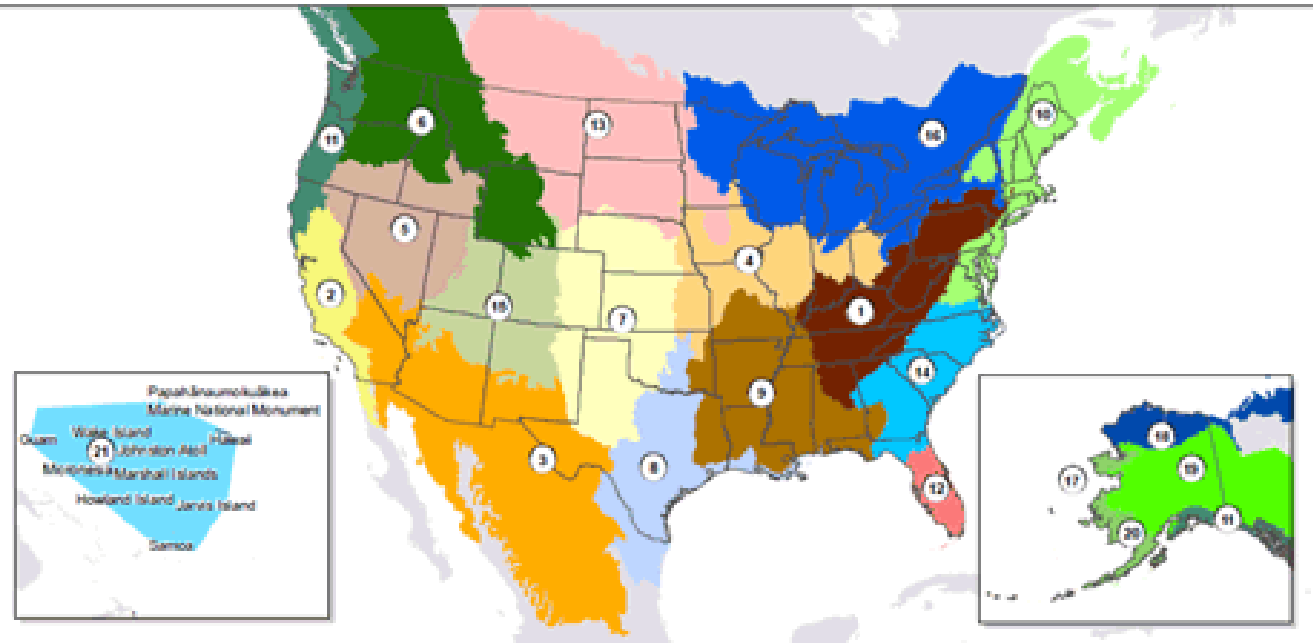 6
13
10
11
16
5
4
2
15
7
1
14
9
3
8
12
Papahānaumokuākea
Marine National Monument
Guam
Wake Island
Hawaii
21
Johnston Atoll
Micronesia
Marshall Islands
Howland Island
Jarvis Island
Samoa
18
19
17
11
20